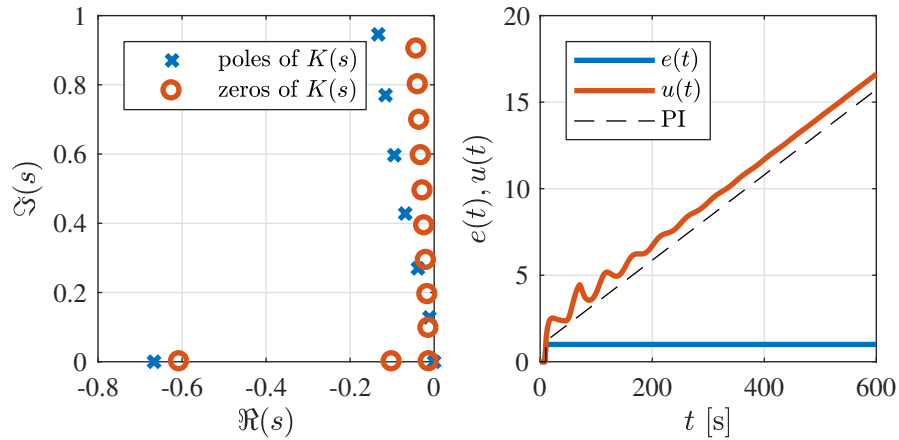 1
0.8
0.6
0.4
0.2
0
-0.8
-0.6
-0.4
-0.2
0
ℑ(s)
ℜ(s)
poles of K(s)
zeros of K(s)
20
15
10
5
0
0
200
400
600
e(t), u(t)
t [s]
e(t)
u(t)
PI